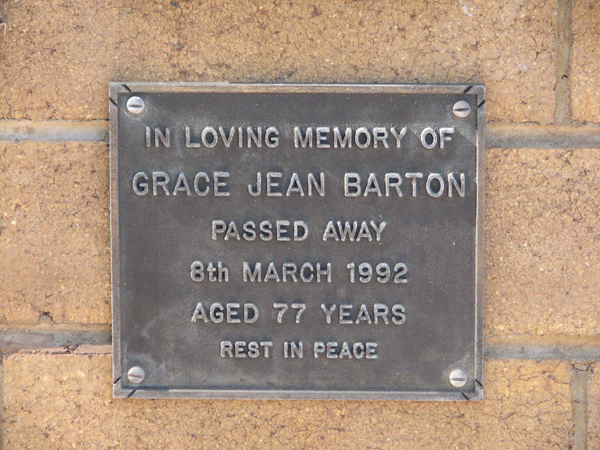 IN LOVING MEMORY OF
GRACE JEAN BARTON
PASSED AWAY
8th MARCH 1992
AGED 77 YEARS
REST IN PEACE